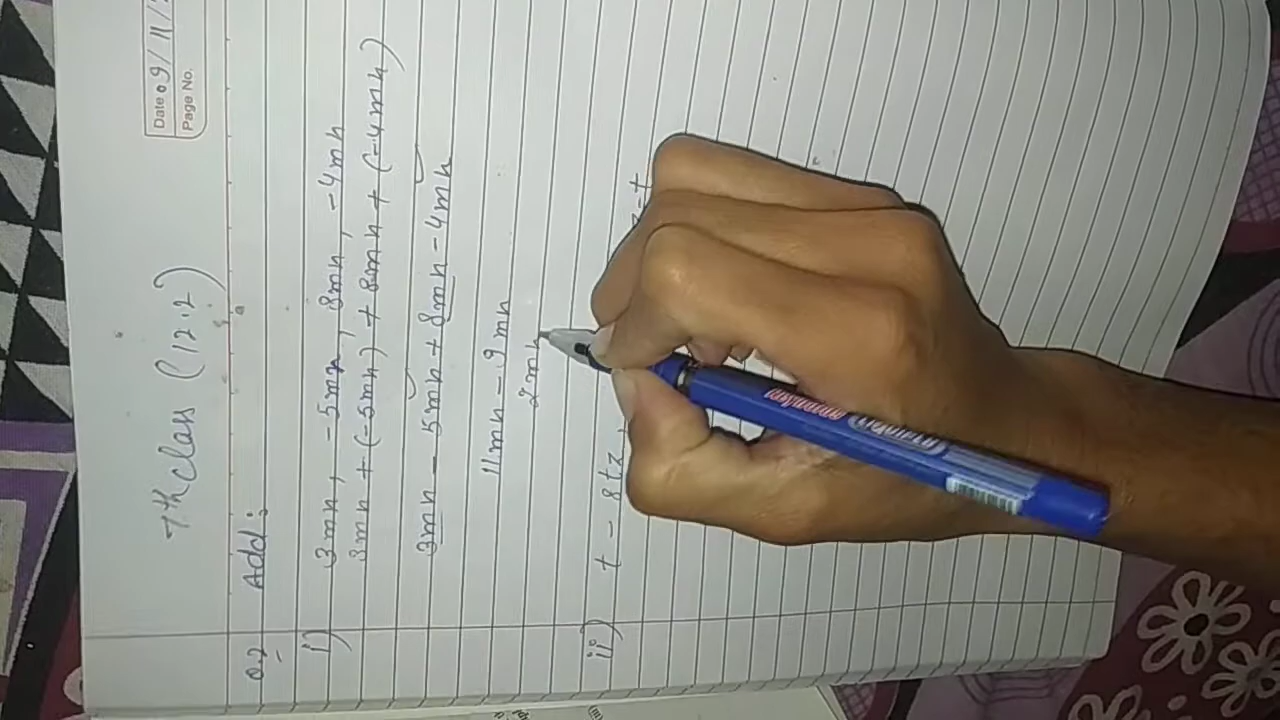 Date 09/11/
Page No.
7th class (12.2)
Q.2 Add:
i) 3mn, -5mn, 8mn, -4mn
3mn + (-5mn) + 8mn + (-4mn)
3mn - 5mn + 8mn - 4mn
11mn - 9mn
2mn
ii) t - 8tz, z-t